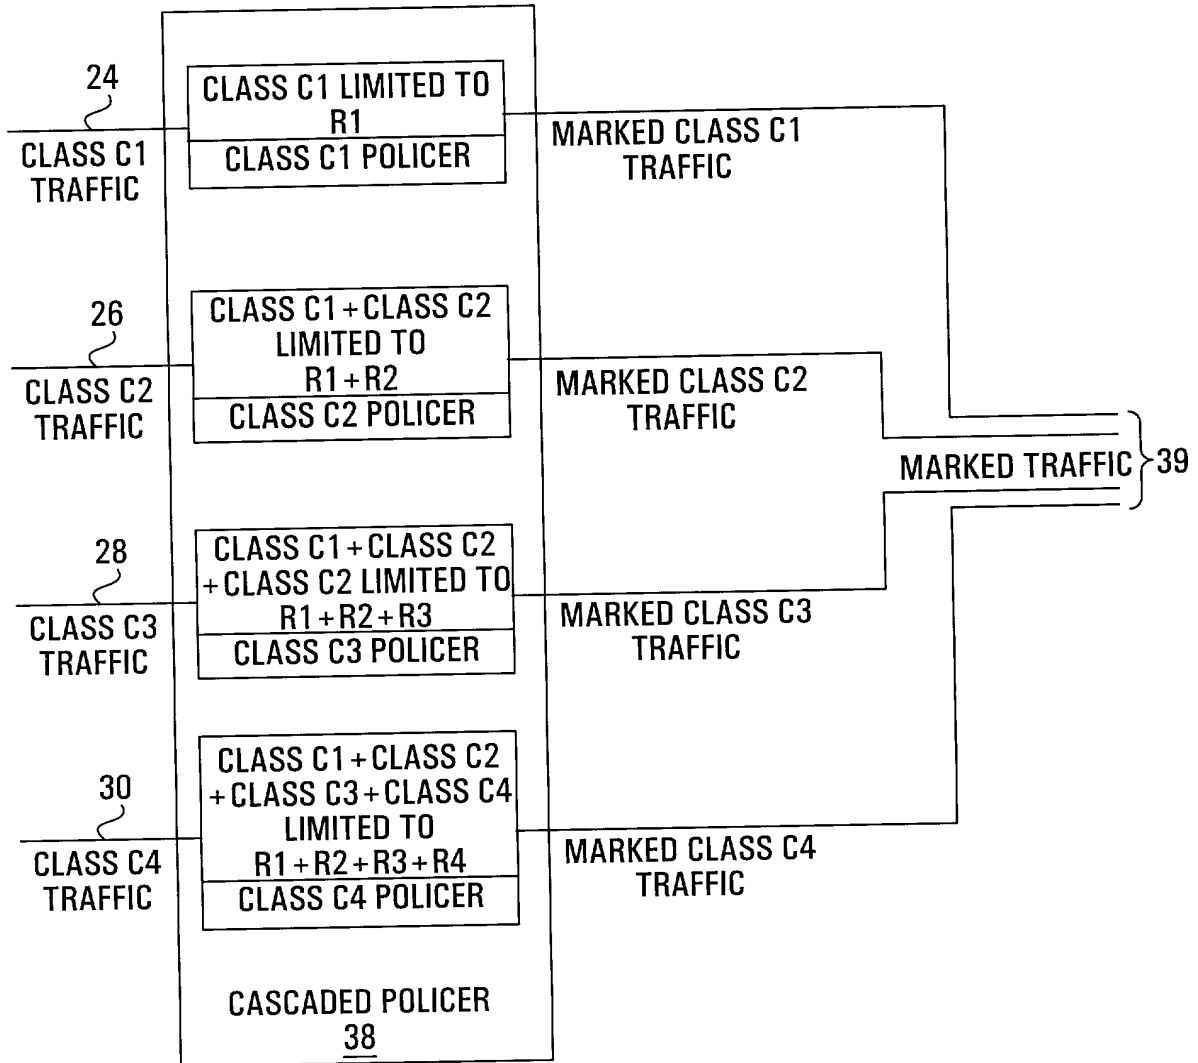 24
CLASS C1
TRAFFIC
CLASS C1 LIMITED TO
R1
CLASS C1 POLICER
MARKED CLASS C1
TRAFFIC
26
CLASS C2
TRAFFIC
CLASS C1+CLASS C2
LIMITED TO
R1+R2
CLASS C2 POLICER
MARKED CLASS C2
TRAFFIC
MARKED TRAFFIC
39
28
CLASS C3
TRAFFIC
CLASS C1+CLASS C2
+CLASS C2 LIMITED TO
R1+R2+R3
CLASS C3 POLICER
MARKED CLASS C3
TRAFFIC
30
CLASS C4
TRAFFIC
CLASS C1+CLASS C2
+CLASS C3+CLASS C4
LIMITED TO
R1+R2+R3+R4
CLASS C4 POLICER
MARKED CLASS C4
TRAFFIC
CASCADED POLICER
38